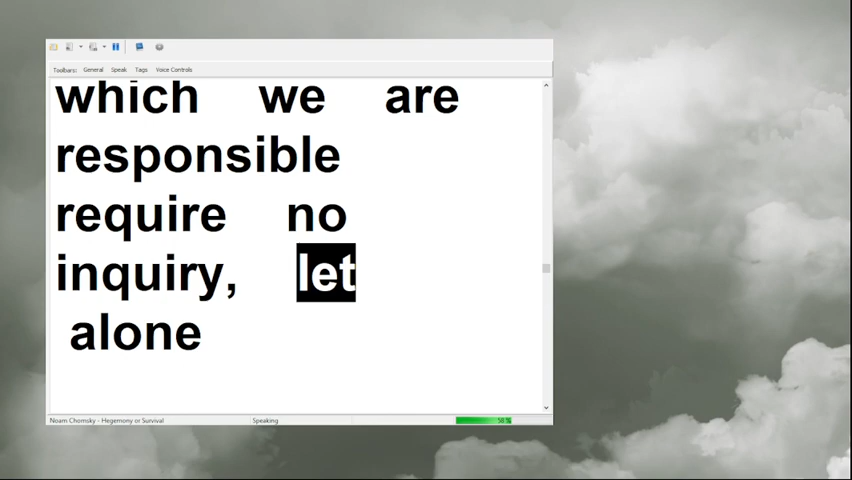 Toolbars: General Speak Tags Voice Controls
which we are
responsible
require no
inquiry, let
alone
Noam Chomsky - Hegemony or Survival Speaking 58 %